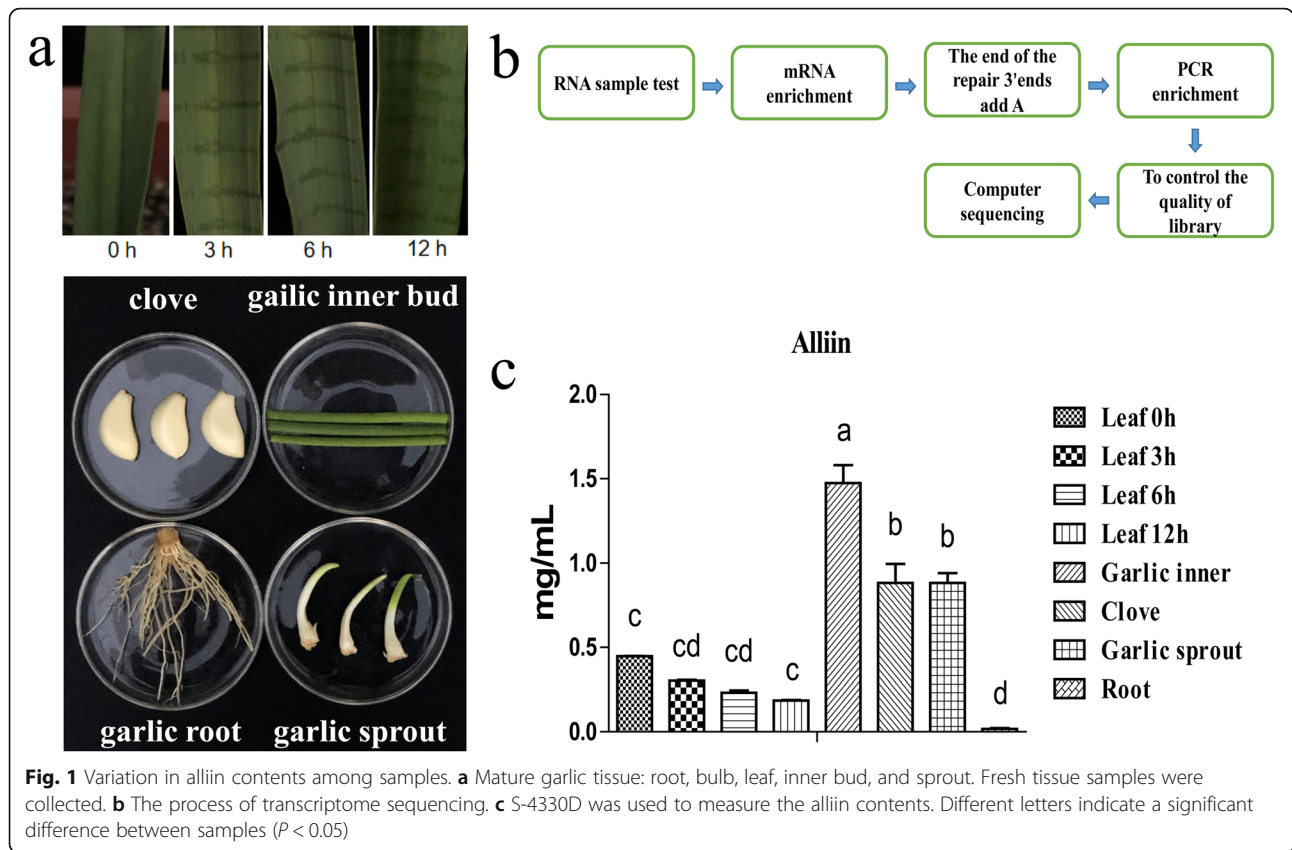 a
0 h
3 h
6 h
12 h
clove
gailic inner bud
garlic root
garlic sprout
b
RNA sample test
mRNA
enrichment
The end of the
repair 3'ends
add A
PCR
enrichment
To control the
quality of
library
Computer
sequencing
c
Alliin
mg/mL
2.0
1.5
1.0
0.5
0.0
c
cd
cd
c
a
b
b
d
Leaf 0h
Leaf 3h
Leaf 6h
Leaf 12h
Garlic inner
Clove
Garlic sprout
Root
Fig. 1 Variation in alliin contents among samples. a Mature garlic tissue: root, bulb, leaf, inner bud, and sprout. Fresh tissue samples were
collected. b The process of transcriptome sequencing. c S-4330D was used to measure the alliin contents. Different letters indicate a significant
difference between samples (P < 0.05)